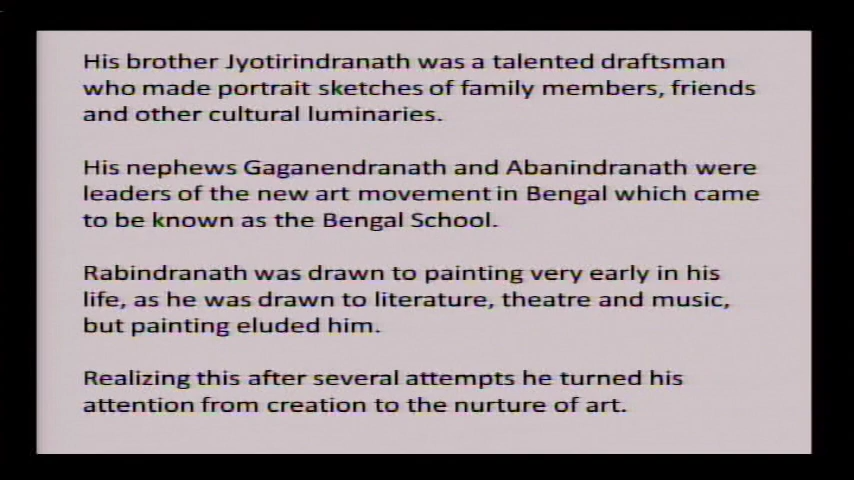 His brother Jyotirindranath was a talented draftsman
who made portrait sketches of family members, friends
and other cultural luminaries.
His nephews Gaganendranath and Abanindranath were
leaders of the new art movement in Bengal which came
to be known as the Bengal School.
Rabindranath was drawn to painting very early in his
life, as he was drawn to literature, theatre and music,
but painting eluded him.
Realizing this after several attempts he turned his
attention from creation to the nurture of art.